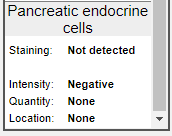 Pancreatic endocrine
cells
Staining: Not detected
Intensity: Negative
Quantity: None
Location: None